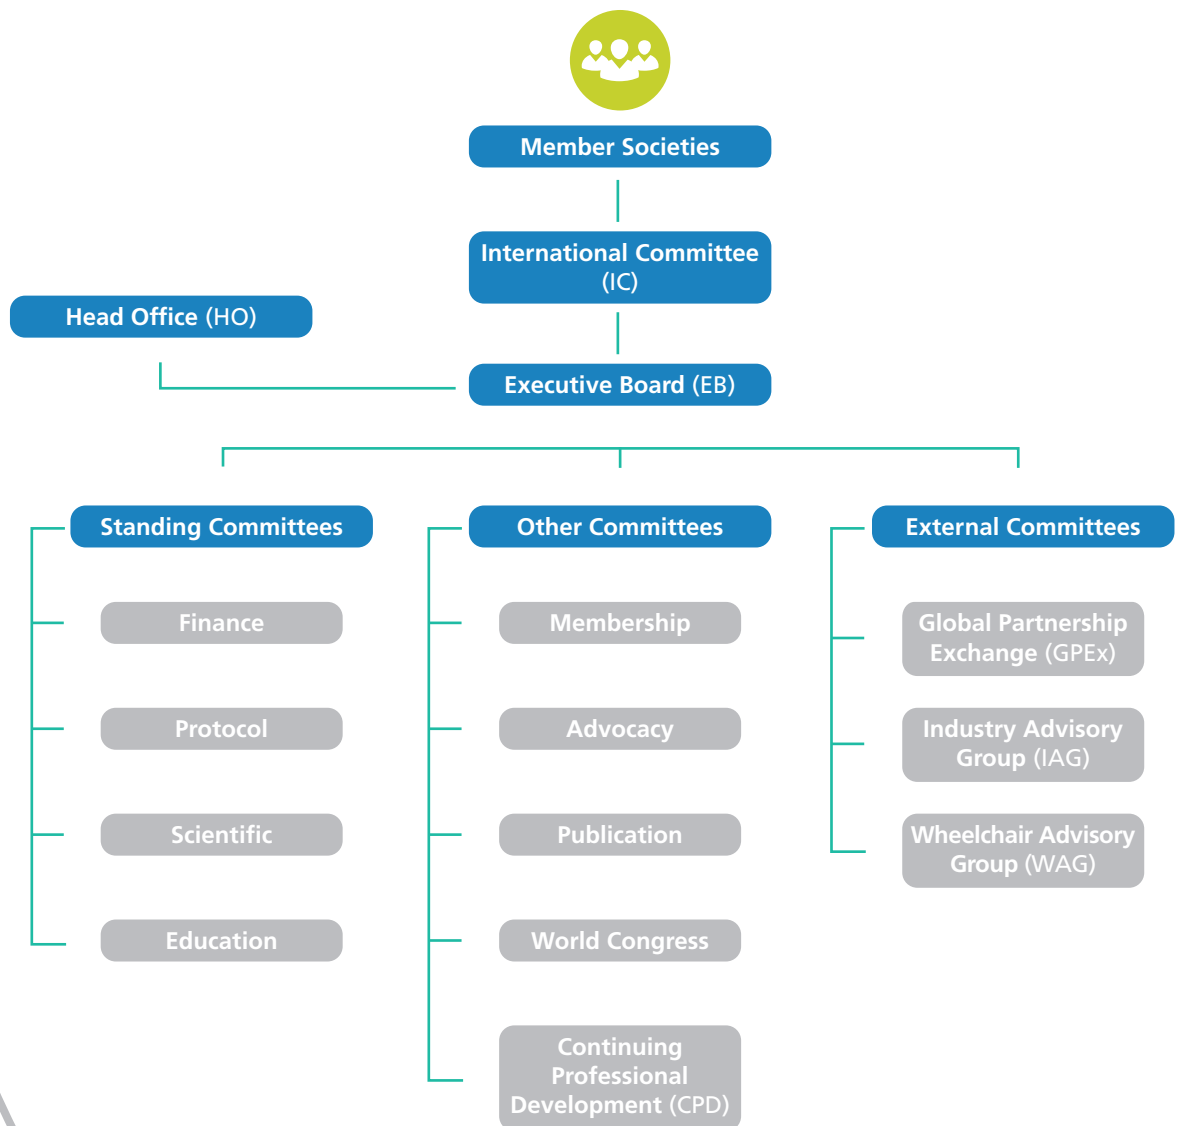 Member Societies
International Committee
(IC)
Head Office (HO)
Executive Board (EB)
Standing Committees
Finance
Protocol
Scientific
Education
Other Committees
Membership
Advocacy
Publication
World Congress
Continuing
Professional
Development (CPD)
External Committees
Global Partnership
Exchange (GPEx)
Industry Advisory
Group (IAG)
Wheelchair Advisory
Group (WAG)